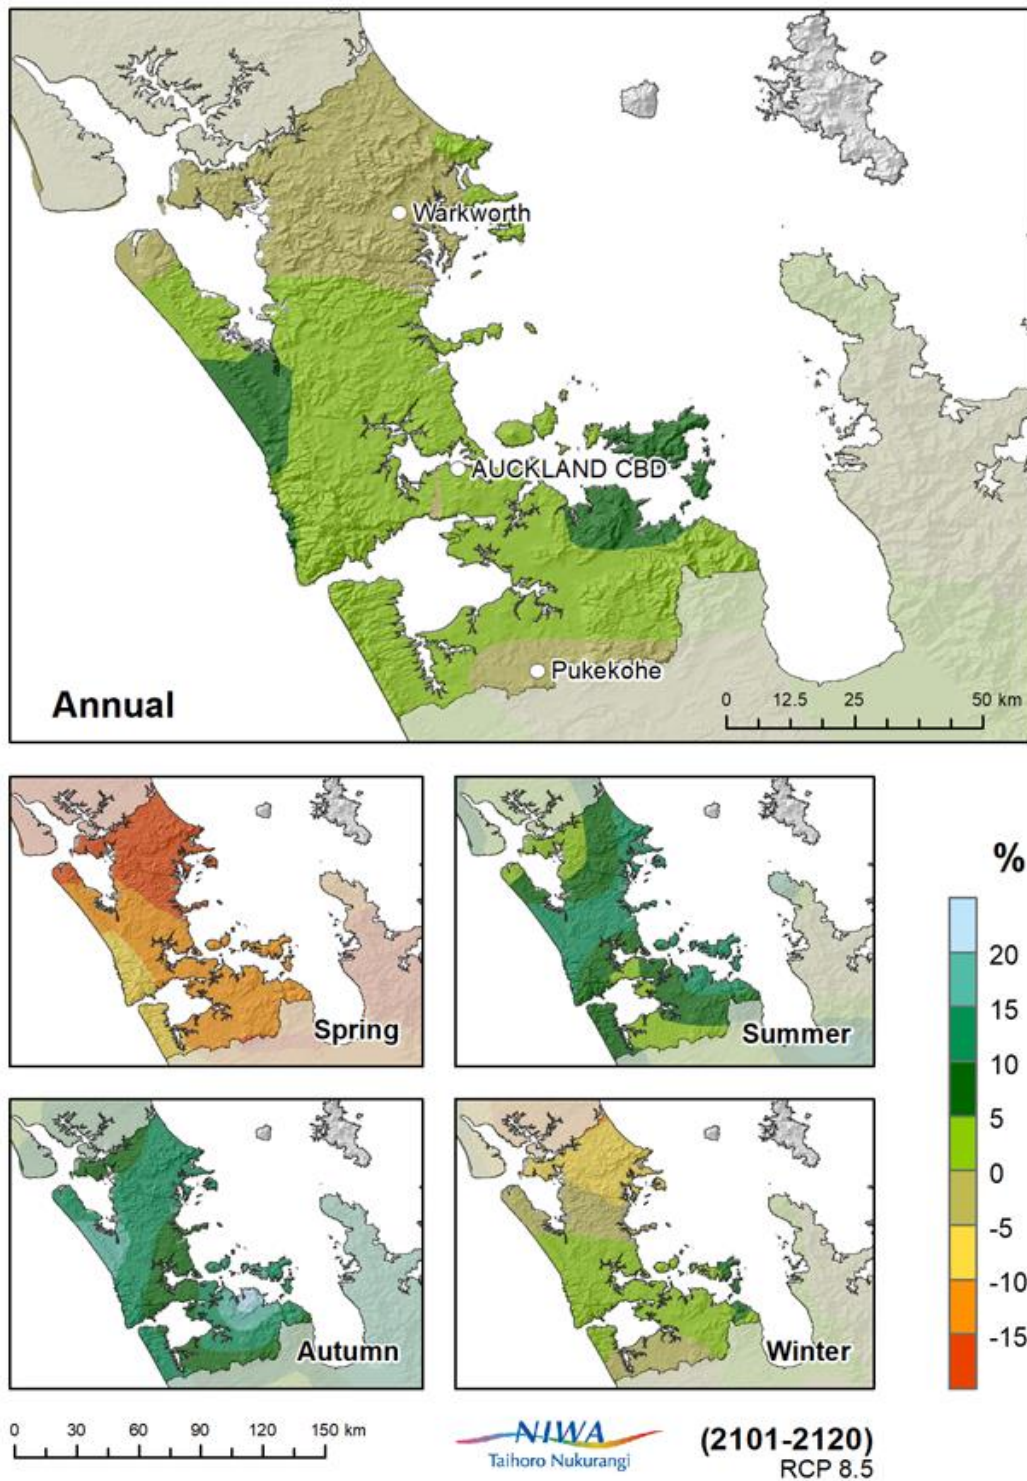 Warkworth
AUCKLAND CBD
Pukekohe
Annual
0 12.5 25 50 km
Spring
Summer
%
20
15
10
5
0
-5
-10
-15
Autumn
Winter
0 30 60 90 120 150 km
NIWA
Taihoro Nukurangi
(2101-2120)
RCP 8.5